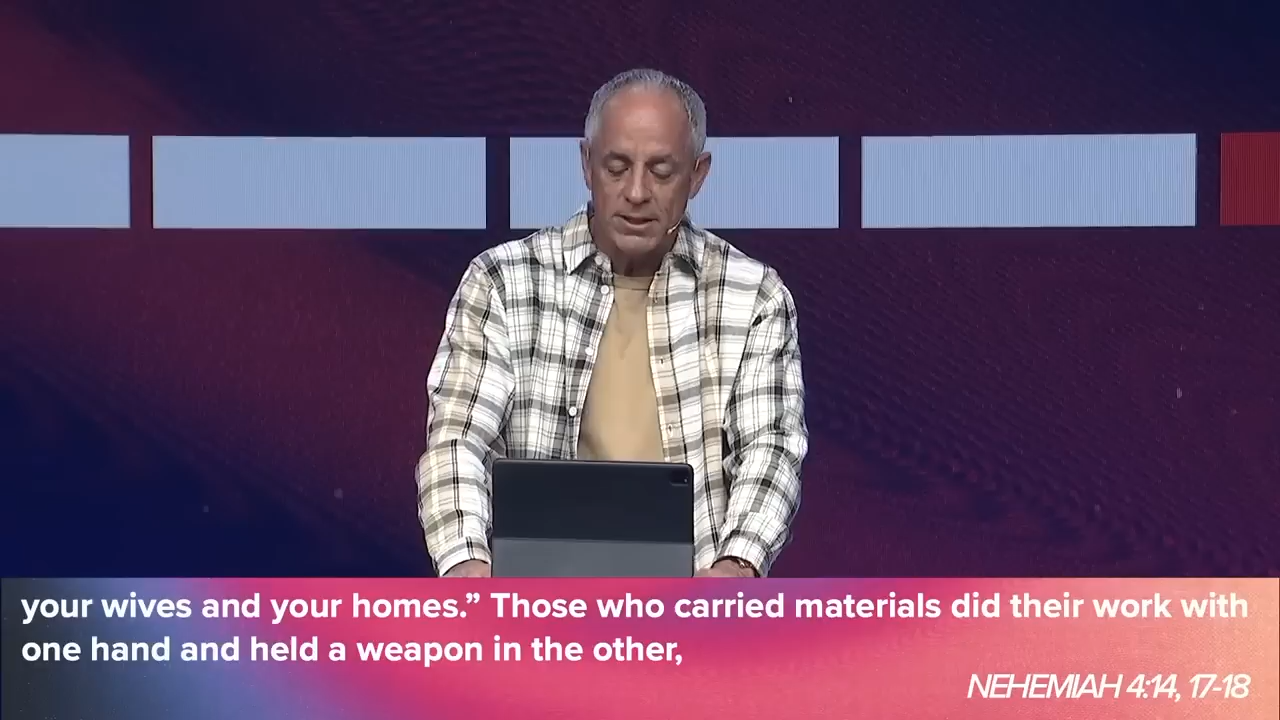 your wives and your homes.” Those who carried materials did their work with
one hand and held a weapon in the other,
NEHEMIAH 4:14, 17-18